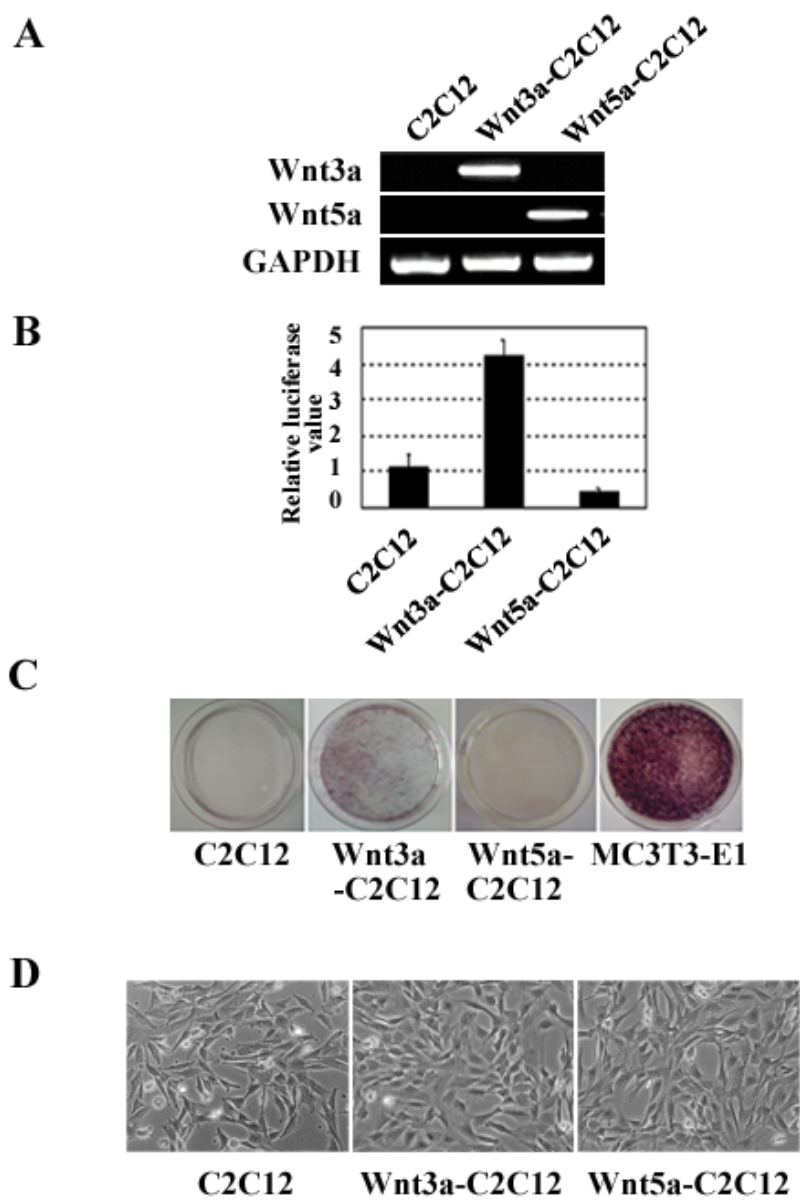 A
C2C12
Wnt3a-C2C12
Wnt5a-C2C12
Wnt3a
Wnt5a
GAPDH
B
Relative luciferase
value
5
4
3
2
1
0
C2C12
Wnt3a-C2C12
Wnt5a-C2C12
C
C2C12
Wnt3a
-C2C12
Wnt5a-
C2C12
MC3T3-E1
D
C2C12
Wnt3a-C2C12
Wnt5a-C2C12